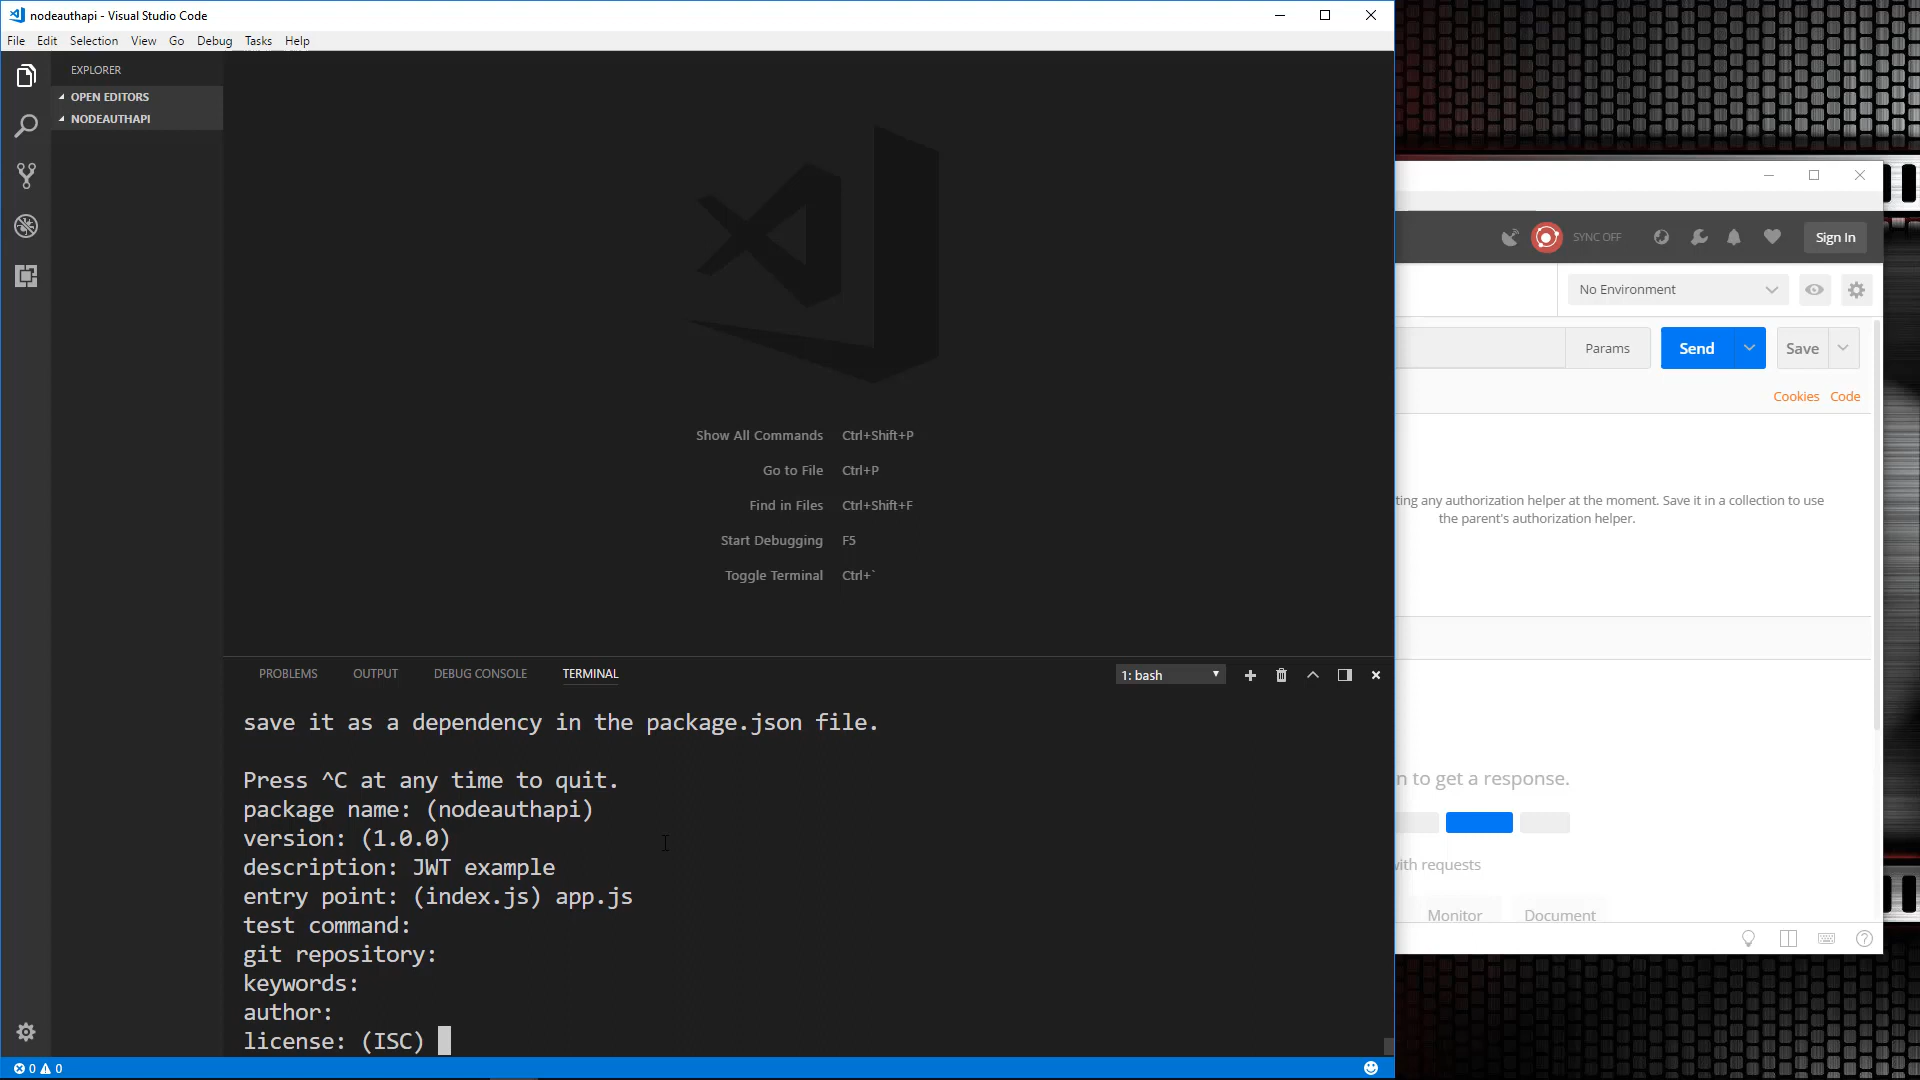 nodeauthapi - Visual Studio Code
File Edit Selection View Go Debug Tasks Help
EXPLORER
OPEN EDITORS
NODEAUTHAPI
Show All Commands Ctrl+Shift+P
Go to File Ctrl+P
Find in Files Ctrl+Shift+F
Start Debugging F5
Toggle Terminal Ctrl+`
PROBLEMS OUTPUT DEBUG CONSOLE TERMINAL
1: bash
save it as a dependency in the package.json file.
Press ^C at any time to quit.
package name: (nodeauthapi)
version: (1.0.0)
description: JWT example
entry point: (index.js) app.js
test command:
git repository:
keywords:
author:
license: (ISC)
0 0
SYNC OFF
Sign In
No Environment
Params Send Save
Cookies Code
any authorization helper at the moment. Save it in a collection to use
the parent's authorization helper.
to get a response.
with requests
Monitor Document